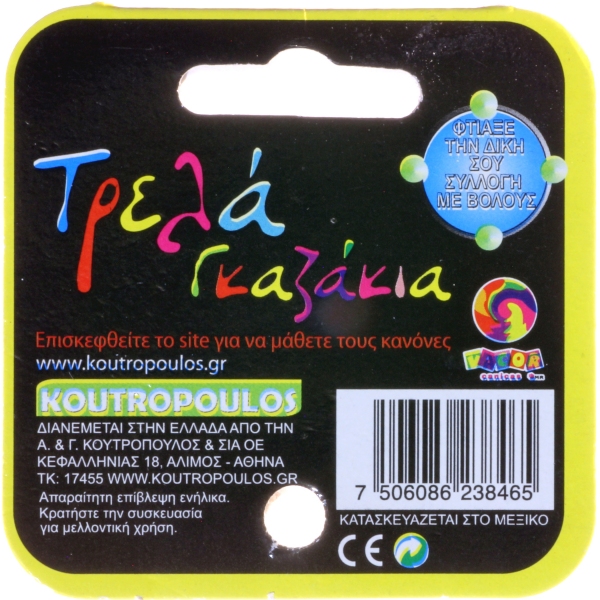 Τρελά
γκαζάκια
ΦΤΙΑΞΕ
ΤΗΝ ΔΙΚΗ
ΣΟΥ
ΣΥΛΛΟΓΗ
ΜΕ ΒΟΛΟΥΣ
Επισκεφθείτε το site για να μάθετε τους κανόνες
www.koutropoulos.gr
VACOR
KOUTROPOULOS
ΔΙΑΝΕΜΕΤΑΙ ΣΤΗΝ ΕΛΛΑΔΑ ΑΠΟ ΤΗΝ
Α. & Γ. ΚΟΥΤΡΟΠΟΥΛΟΣ & ΣΙΑ ΟΕ
ΚΕΦΑΛΛΗΝΙΑΣ 18, ΑΛΙΜΟΣ - ΑΘΗΝΑ
ΤΚ: 17455 WWW.KOUTROPOULOS.GR
Απαραίτητη επίβλεψη ενήλικα.
Κρατήστε την συσκευασία
για μελλοντική χρήση.
7 506086 238465
ΚΑΤΑΣΚΕΥΑΖΕΤΑΙ ΣΤΟ ΜΕΞΙΚΟ
CE